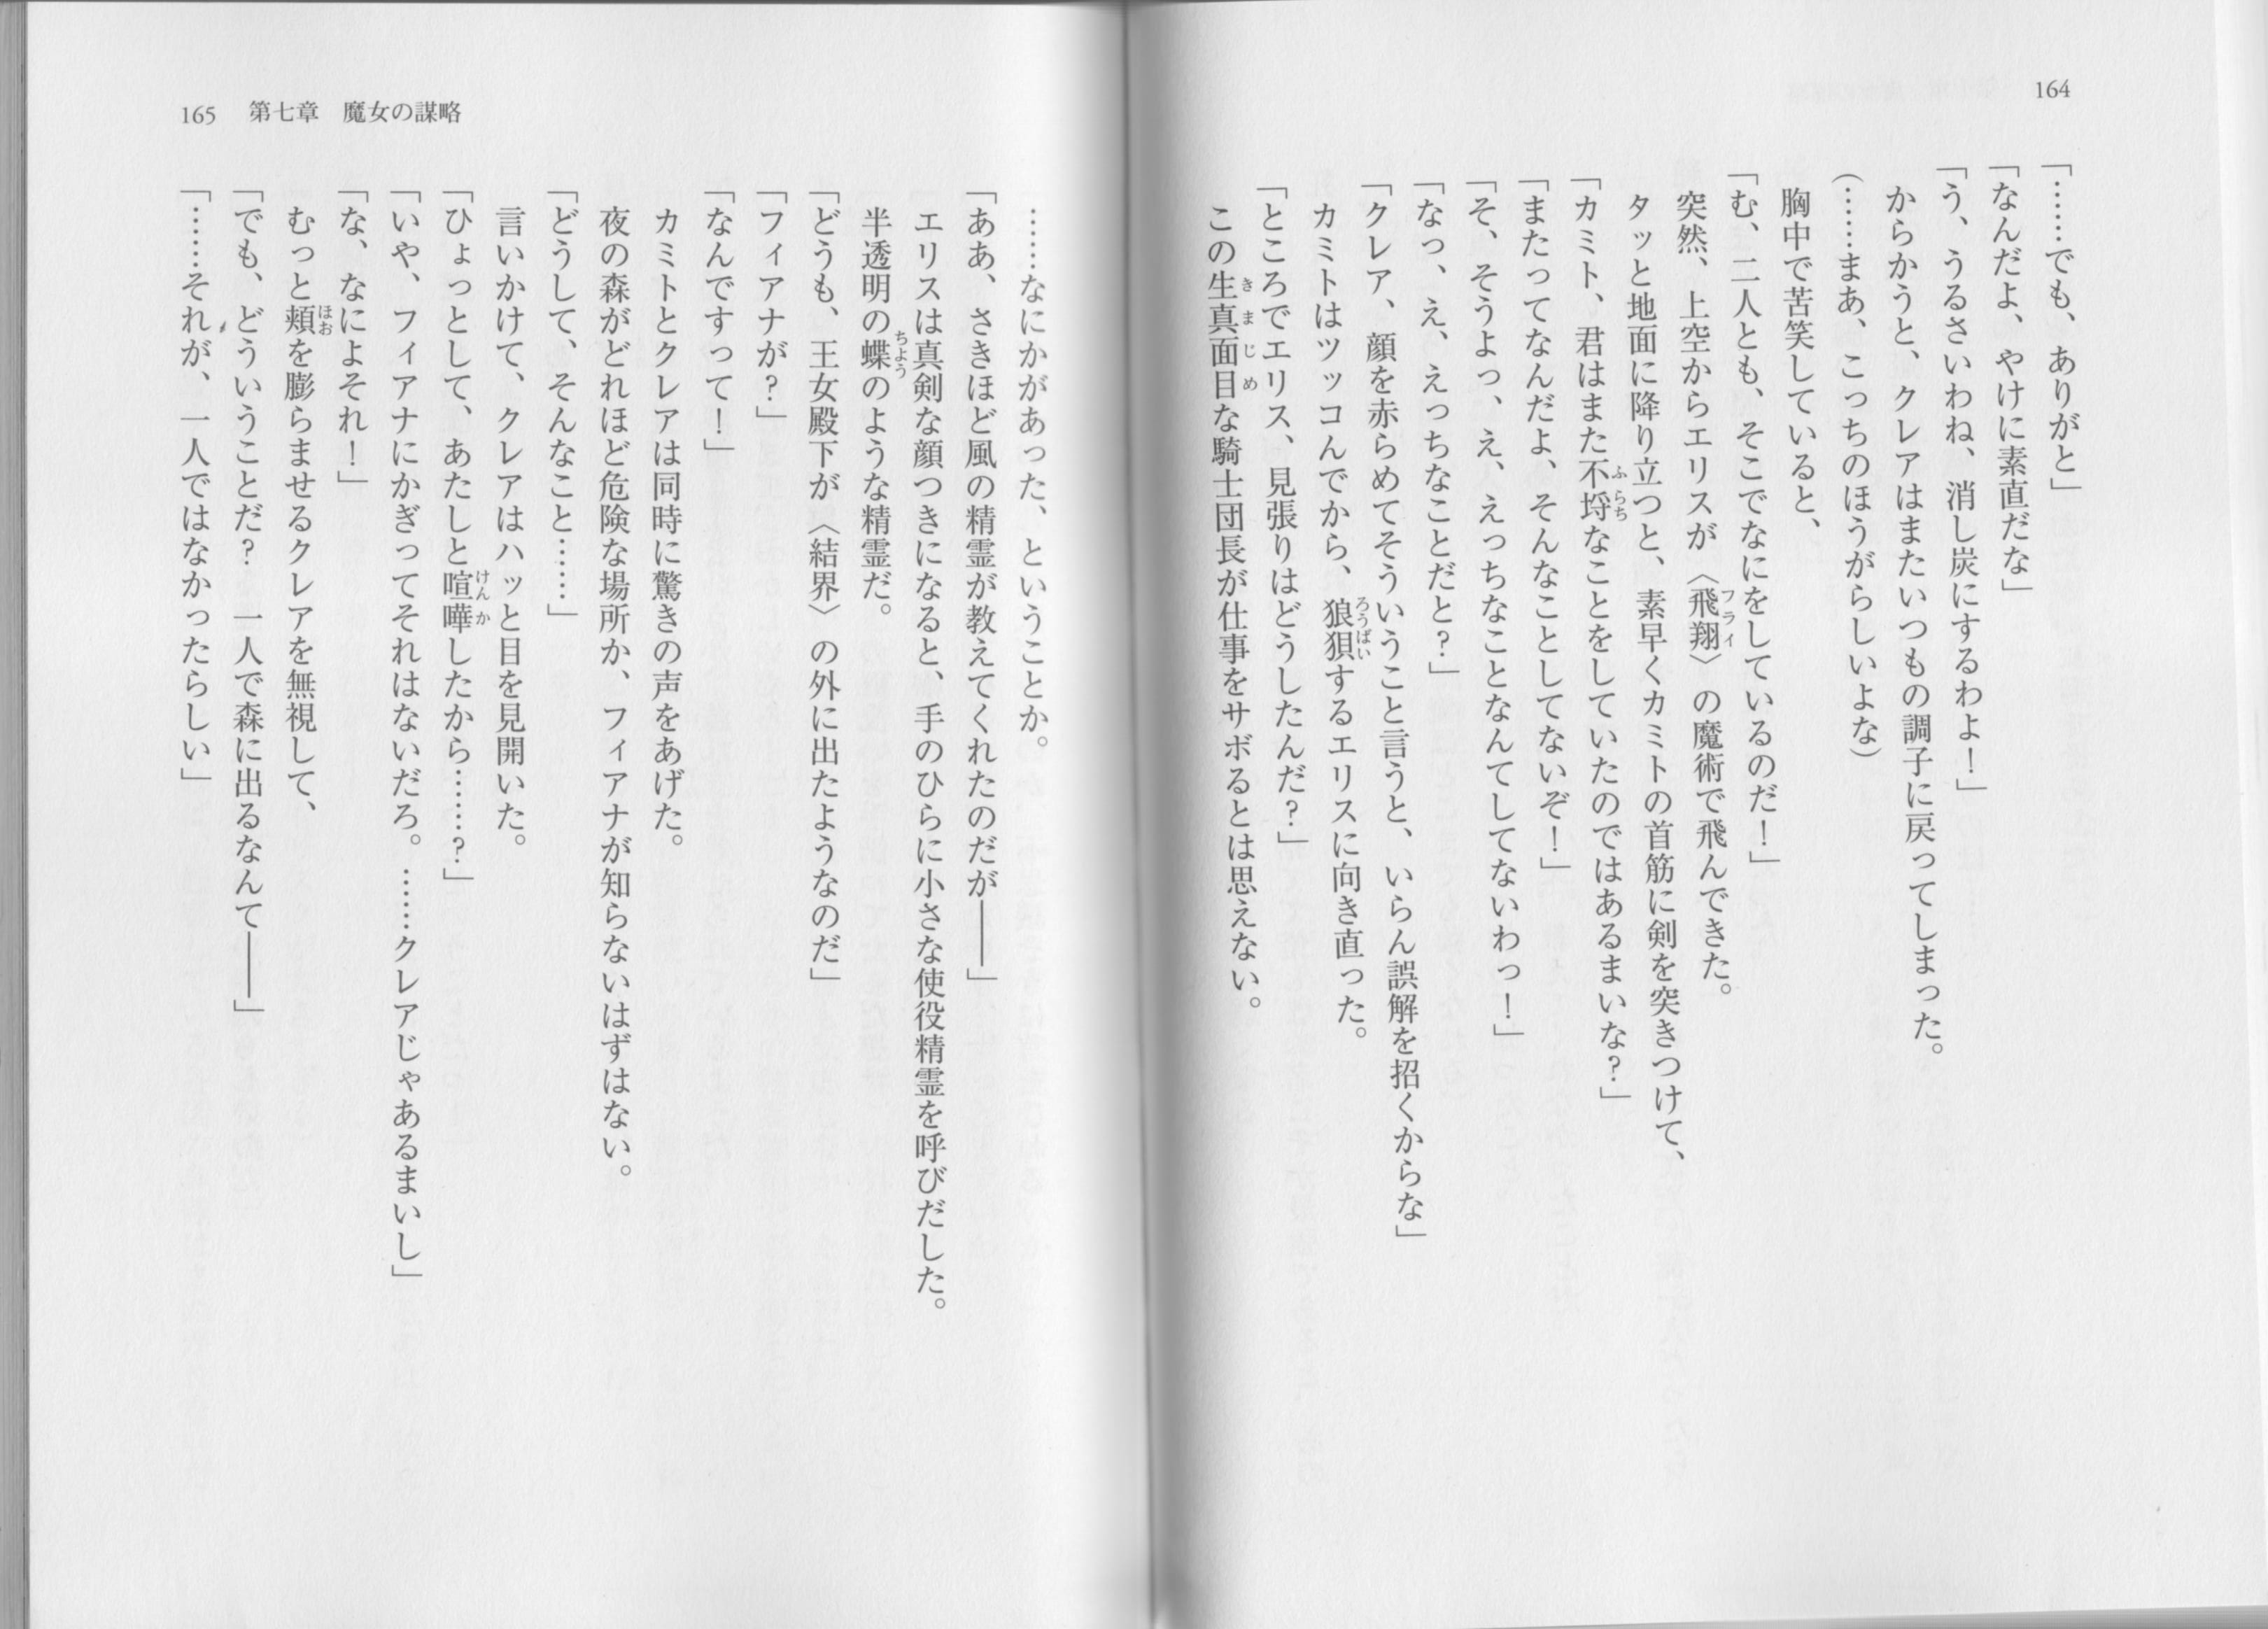 164
「……でも、ありがと」
「なんだよ、やけに素直だな」
「う、うるさいわね、消し炭にするわよ！」
からかうと、クレアはまたいつもの調子に戻ってしまった。
（……まあ、こっちのほうがらしいよな）
胸中で苦笑していると、
「む、二人とも、そこでなにをしているのだ！」
突然、上空からエリスが〈飛翔〉の魔術で飛んできた。
フライ
タッと地面に降り立つと、素早くカミトの首筋に剣を突きつけて、
「カミト、君はまた不埒なことをしていたのではあるまいな？」
ふらち
「またってなんだよ、そんなことしてないぞ！」
「そ、そうよっ、え、えっちなことなんてしてないわっ！」
「なっ、え、えっちなことだと？」
「クレア、顔を赤らめてそういうこと言うと、いらん誤解を招くからな」
カミトはツッコんでから、狼狽するエリスに向き直った。
ろうばい
「ところでエリス、見張りはどうしたんだ？」
この生真面目な騎士団長が仕事をサボるとは思えない。
きまじめ
165 第七章 魔女の謀略
……なにかがあった、ということか。
「ああ、さきほど風の精霊が教えてくれたのだが――」
エリスは真剣な顔つきになると、手のひらに小さな使役精霊を呼びだした。
半透明の蝶のような精霊だ。
ちょう
「どうも、王女殿下が〈結界〉の外に出たようなのだ」
「フィアナが？」
「なんですって！」
カミトとクレアは同時に驚きの声をあげた。
夜の森がどれほど危険な場所か、フィアナが知らないはずはない。
「どうして、そんなこと……」
言いかけて、クレアはハッと目を見開いた。
「ひょっとして、あたしと喧嘩したから……？」
けんか
「いや、フィアナにかぎってそれはないだろ。……クレアじゃあるまいし」
「な、なによそれ！」
むっと頬を膨らませるクレアを無視して、
ほお
「でも、どういうことだ？　一人で森に出るなんて――」
「……それが、一人ではなかったらしい」